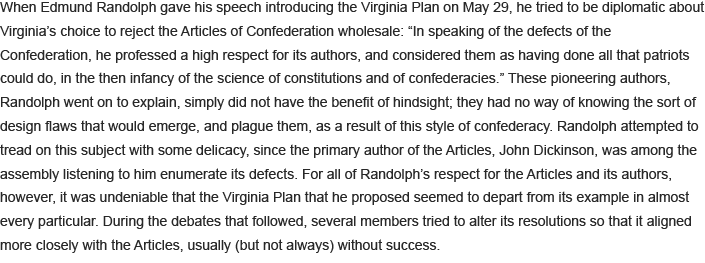 When Edmund Randolph gave his speech introducing the Virginia Plan on May 29, he tried to be diplomatic about
Virginia’s choice to reject the Articles of Confederation wholesale: “In speaking of the defects of the
Confederation, he professed a high respect for its authors, and considered them as having done all that patriots
could do, in the then infancy of the science of constitutions and of confederacies.” These pioneering authors,
Randolph went on to explain, simply did not have the benefit of hindsight; they had no way of knowing the sort of
design flaws that would emerge, and plague them, as a result of this style of confederacy. Randolph attempted to
tread on this subject with some delicacy, since the primary author of the Articles, John Dickinson, was among the
assembly listening to him enumerate its defects. For all of Randolph’s respect for the Articles and its authors,
however, it was undeniable that the Virginia Plan that he proposed seemed to depart from its example in almost
every particular. During the debates that followed, several members tried to alter its resolutions so that it aligned
more closely with the Articles, usually (but not always) without success.